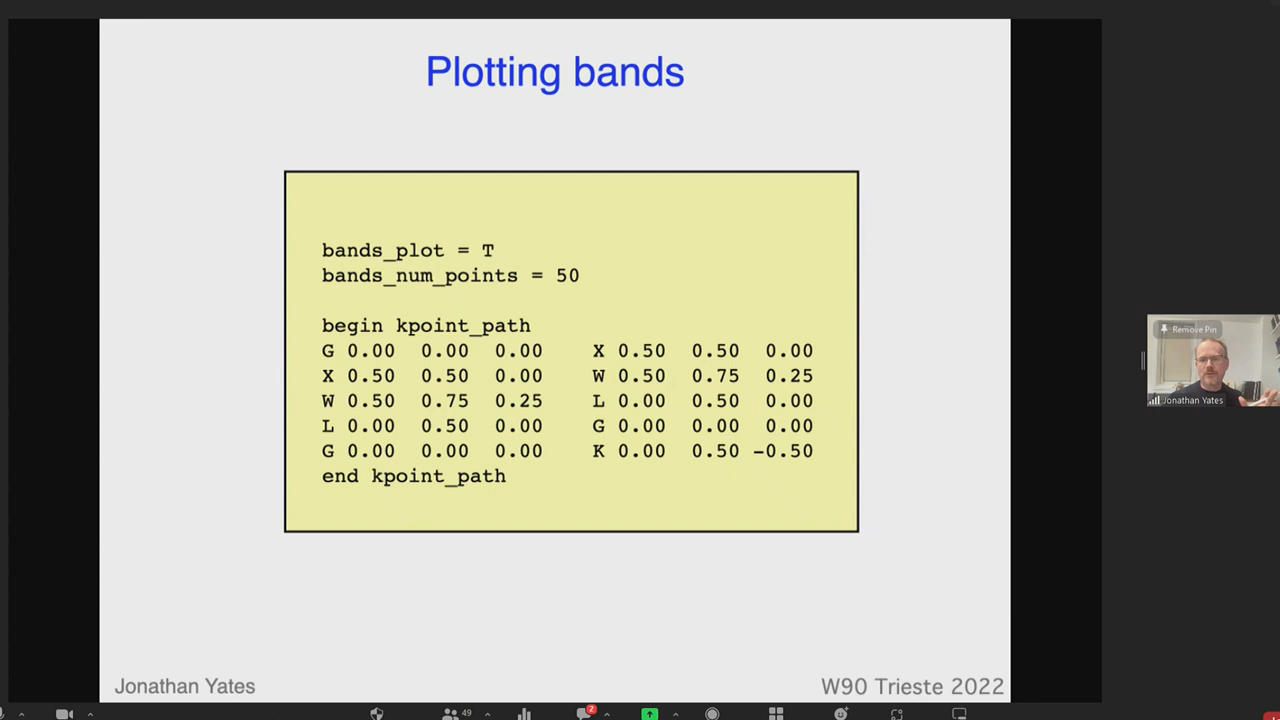 Plotting bands
bands_plot = T
bands_num_points = 50
begin kpoint_path
G 0.00 0.00 0.00 X 0.50 0.50 0.00
X 0.50 0.50 0.00 W 0.50 0.75 0.25
W 0.50 0.75 0.25 L 0.00 0.50 0.00
L 0.00 0.50 0.00 G 0.00 0.00 0.00
G 0.00 0.00 0.00 K 0.00 0.50 -0.50
end kpoint_path
Jonathan Yates
W90 Trieste 2022
Remove Pin
Jonathan Yates
49
2